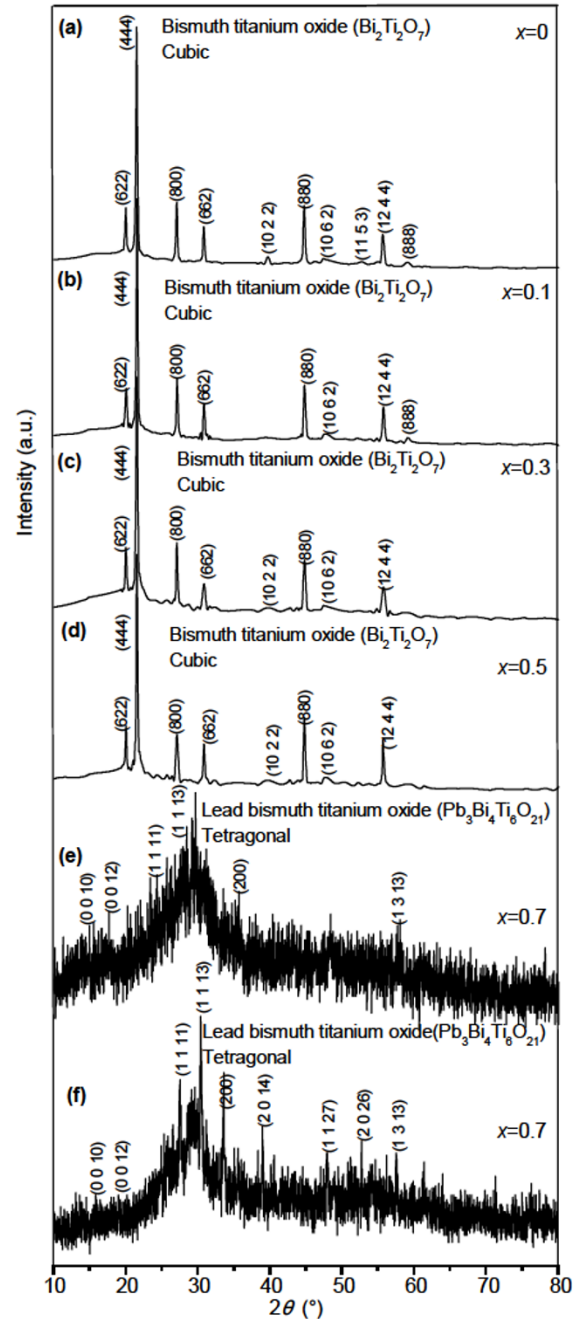 (a) Bismuth titanium oxide (Bi₂Ti₂O₇) x=0
Cubic
(622) (444) (800) (662) (10 2 2) (880) (10 6 2) (11 5 3) (12 4 4) (888)
(b) Bismuth titanium oxide (Bi₂Ti₂O₇) x=0.1
Cubic
(622) (444) (800) (662) (880) (10 6 2) (12 4 4) (888)
(c) Bismuth titanium oxide (Bi₂Ti₂O₇) x=0.3
Cubic
(622) (444) (800) (662) (10 2 2) (880) (10 6 2) (12 4 4)
(d) Bismuth titanium oxide (Bi₂Ti₂O₇) x=0.5
Cubic
(622) (444) (800) (662) (10 2 2) (880) (10 6 2) (12 4 4)
Lead bismuth titanium oxide (Pb₃Bi₄Ti₆O₂₁)
Tetragonal
(e) x=0.7
(0 0 10) (0 0 12) (1 1 11) (1 1 13) (200) (1 3 13)
Lead bismuth titanium oxide(Pb₃Bi₄Ti₆O₂₁)
Tetragonal
(f) x=0.7
(0 0 10) (0 0 12) (1 1 11) (1 1 13) (200) (2 0 14) (1 1 27) (2 0 26) (1 3 13)
Intensity (a.u.)
10 20 30 40 50 60 70 80
2θ (°)